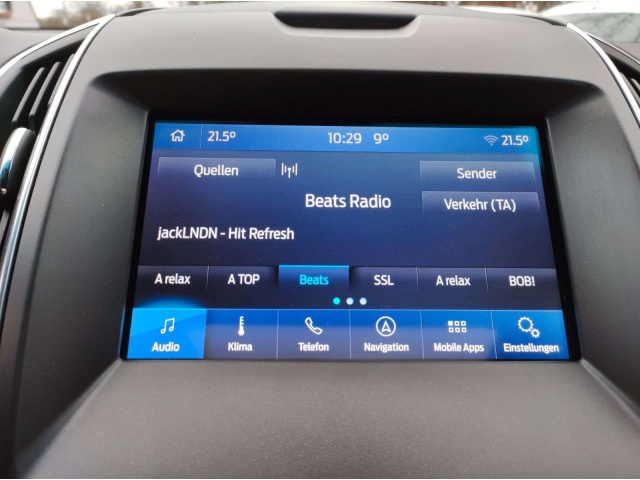 21.5° 10:29 9° 21.5°
Quellen Sender
Beats Radio Verkehr (TA)
jackLNDN - Hit Refresh
A relax A TOP Beats SSL A relax BOB!
Audio Klima Telefon Navigation Mobile Apps Einstellungen